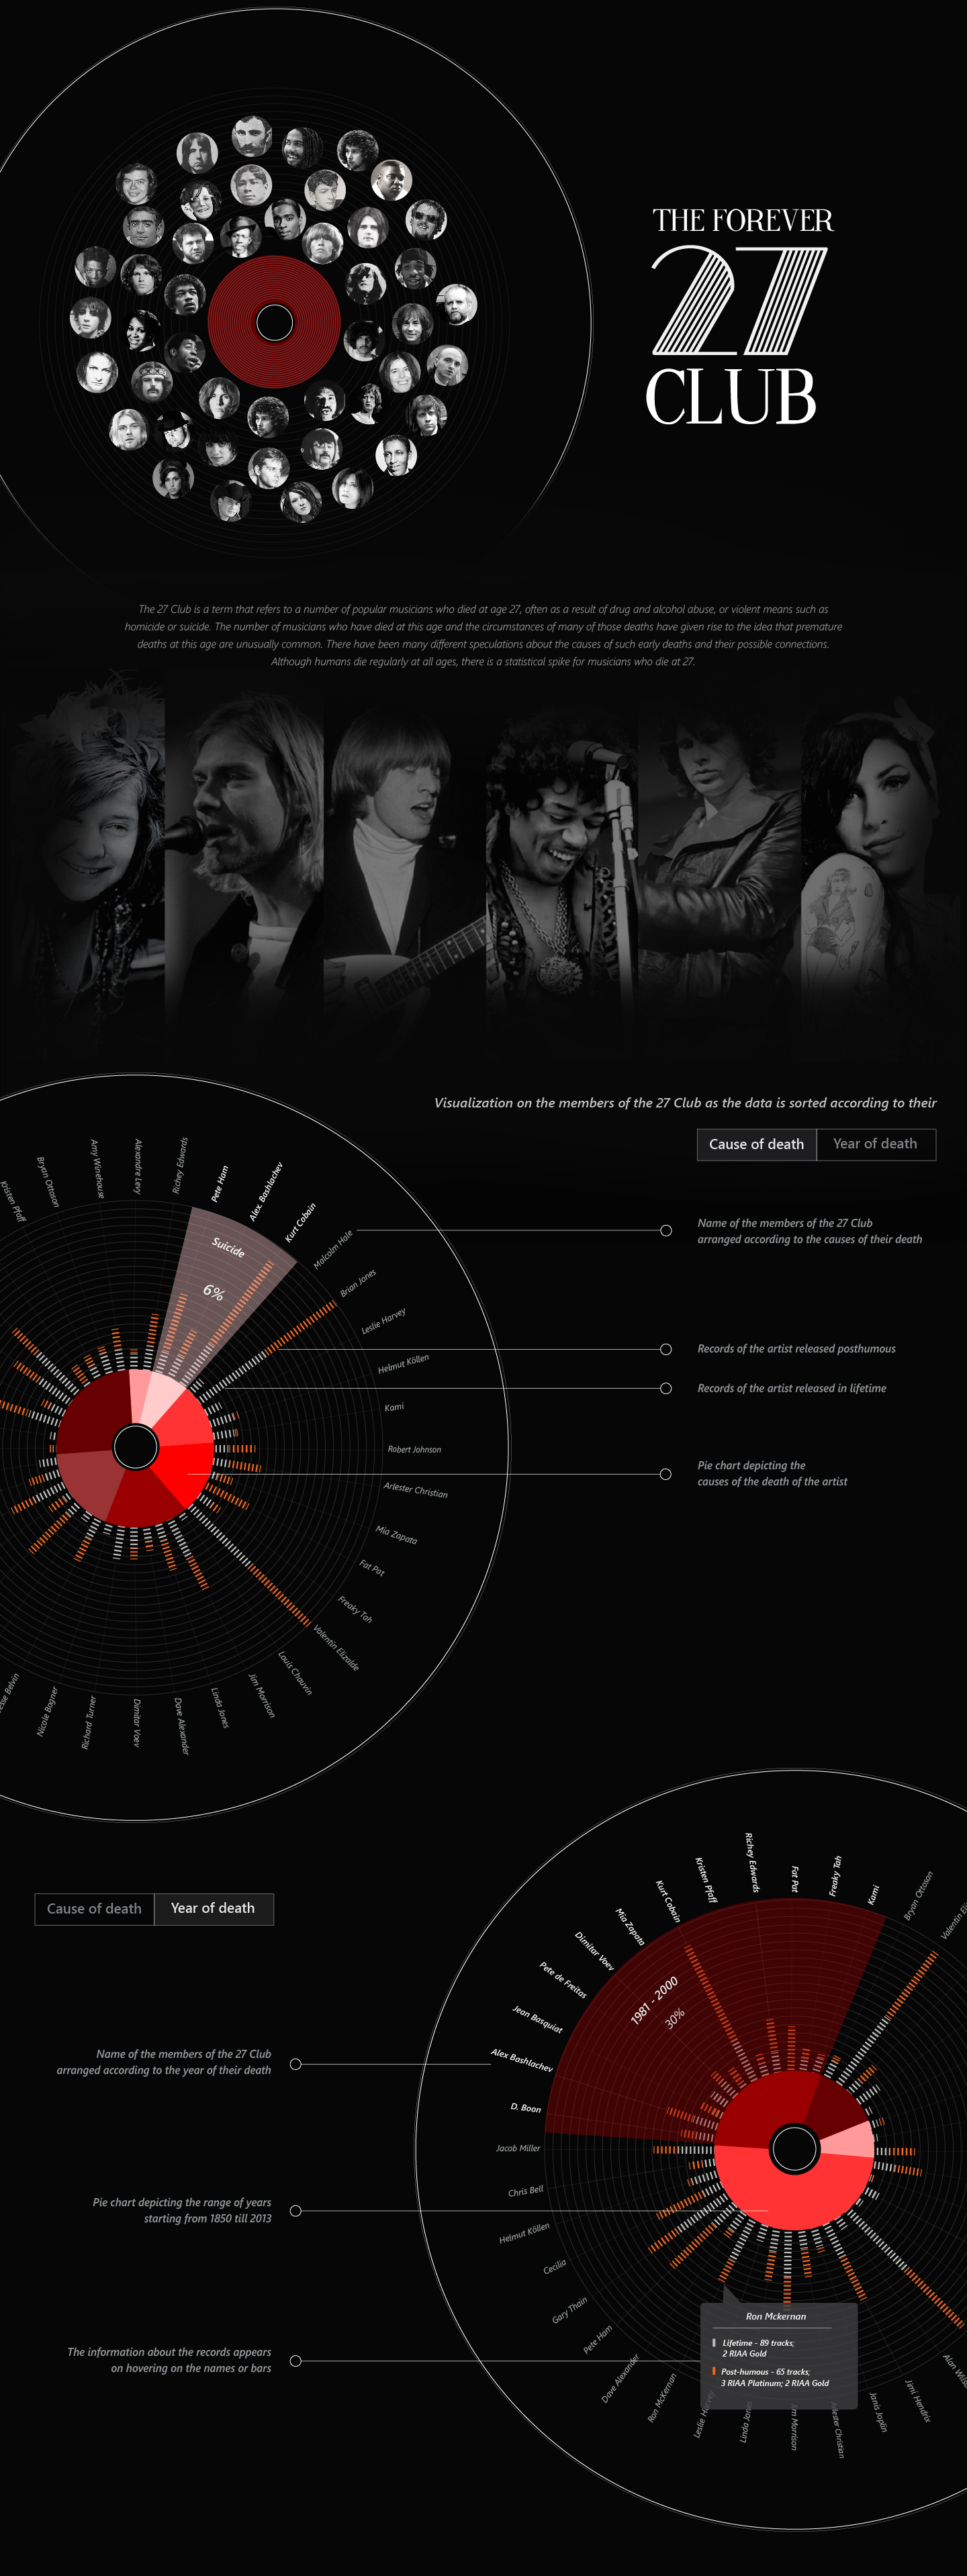 THE FOREVER
27
CLUB
The 27 Club is a term that refers to a number of popular musicians who died at age 27, often as a result of drug and alcohol abuse, or violent means such as
homicide or suicide. The number of musicians who have died at this age and the circumstances of many of those deaths have given rise to the idea that premature
deaths at this age are unusually common. There have been many different speculations about the causes of such early deaths and their possible connections.
Although humans die regularly at all ages, there is a statistical spike for musicians who die at 27.
Visualization on the members of the 27 Club as the data is sorted according to their
Cause of death
Year of death
Kristen Pfaff
Bryan Ottoson
Amy Winehouse
Alexandre Levy
Richey Edwards
Pete Ham
Alex. Bashlachev
Kurt Cobain
Malcolm Hale
Brian Jones
Leslie Harvey
Helmut Köllen
Kami
Robert Johnson
Arlester Christian
Mia Zapata
Fat Pat
Freaky Tah
Valentin Elizalde
Louis Chauvin
Jim Morrison
Linda Jones
Dave Alexander
Dimitar Voev
Richard Turner
Nicole Bogner
Belvin
Suicide
6%
Name of the members of the 27 Club
arranged according to the causes of their death
Records of the artist released posthumous
Records of the artist released in lifetime
Pie chart depicting the
causes of the death of the artist
Cause of death
Year of death
Name of the members of the 27 Club
arranged according to the year of their death
Pie chart depicting the range of years
starting from 1850 till 2013
The information about the records appears
on hovering on the names or bars
Jacob Miller
D. Boon
Alex Bashlachev
Jean Basquiat
Pete de Freitas
Dimitar Voev
Mia Zapata
Kurt Cobain
Kristen Pfaff
Richey Edwards
Fat Pat
Freaky Tah
Kami
Bryan Ottoson
Valentin
1981 - 2000
30%
Chris Bell
Helmut Köllen
Cecilia
Gary Thain
Pete Ham
Dave Alexander
Ron McKernan
Leslie
Linda
Morrison
Christian
Janis Joplin
Jimi Hendrix
Alan
Ron Mckernan
Lifetime - 89 tracks;
2 RIAA Gold
Post-humous - 65 tracks;
3 RIAA Platinum; 2 RIAA Gold